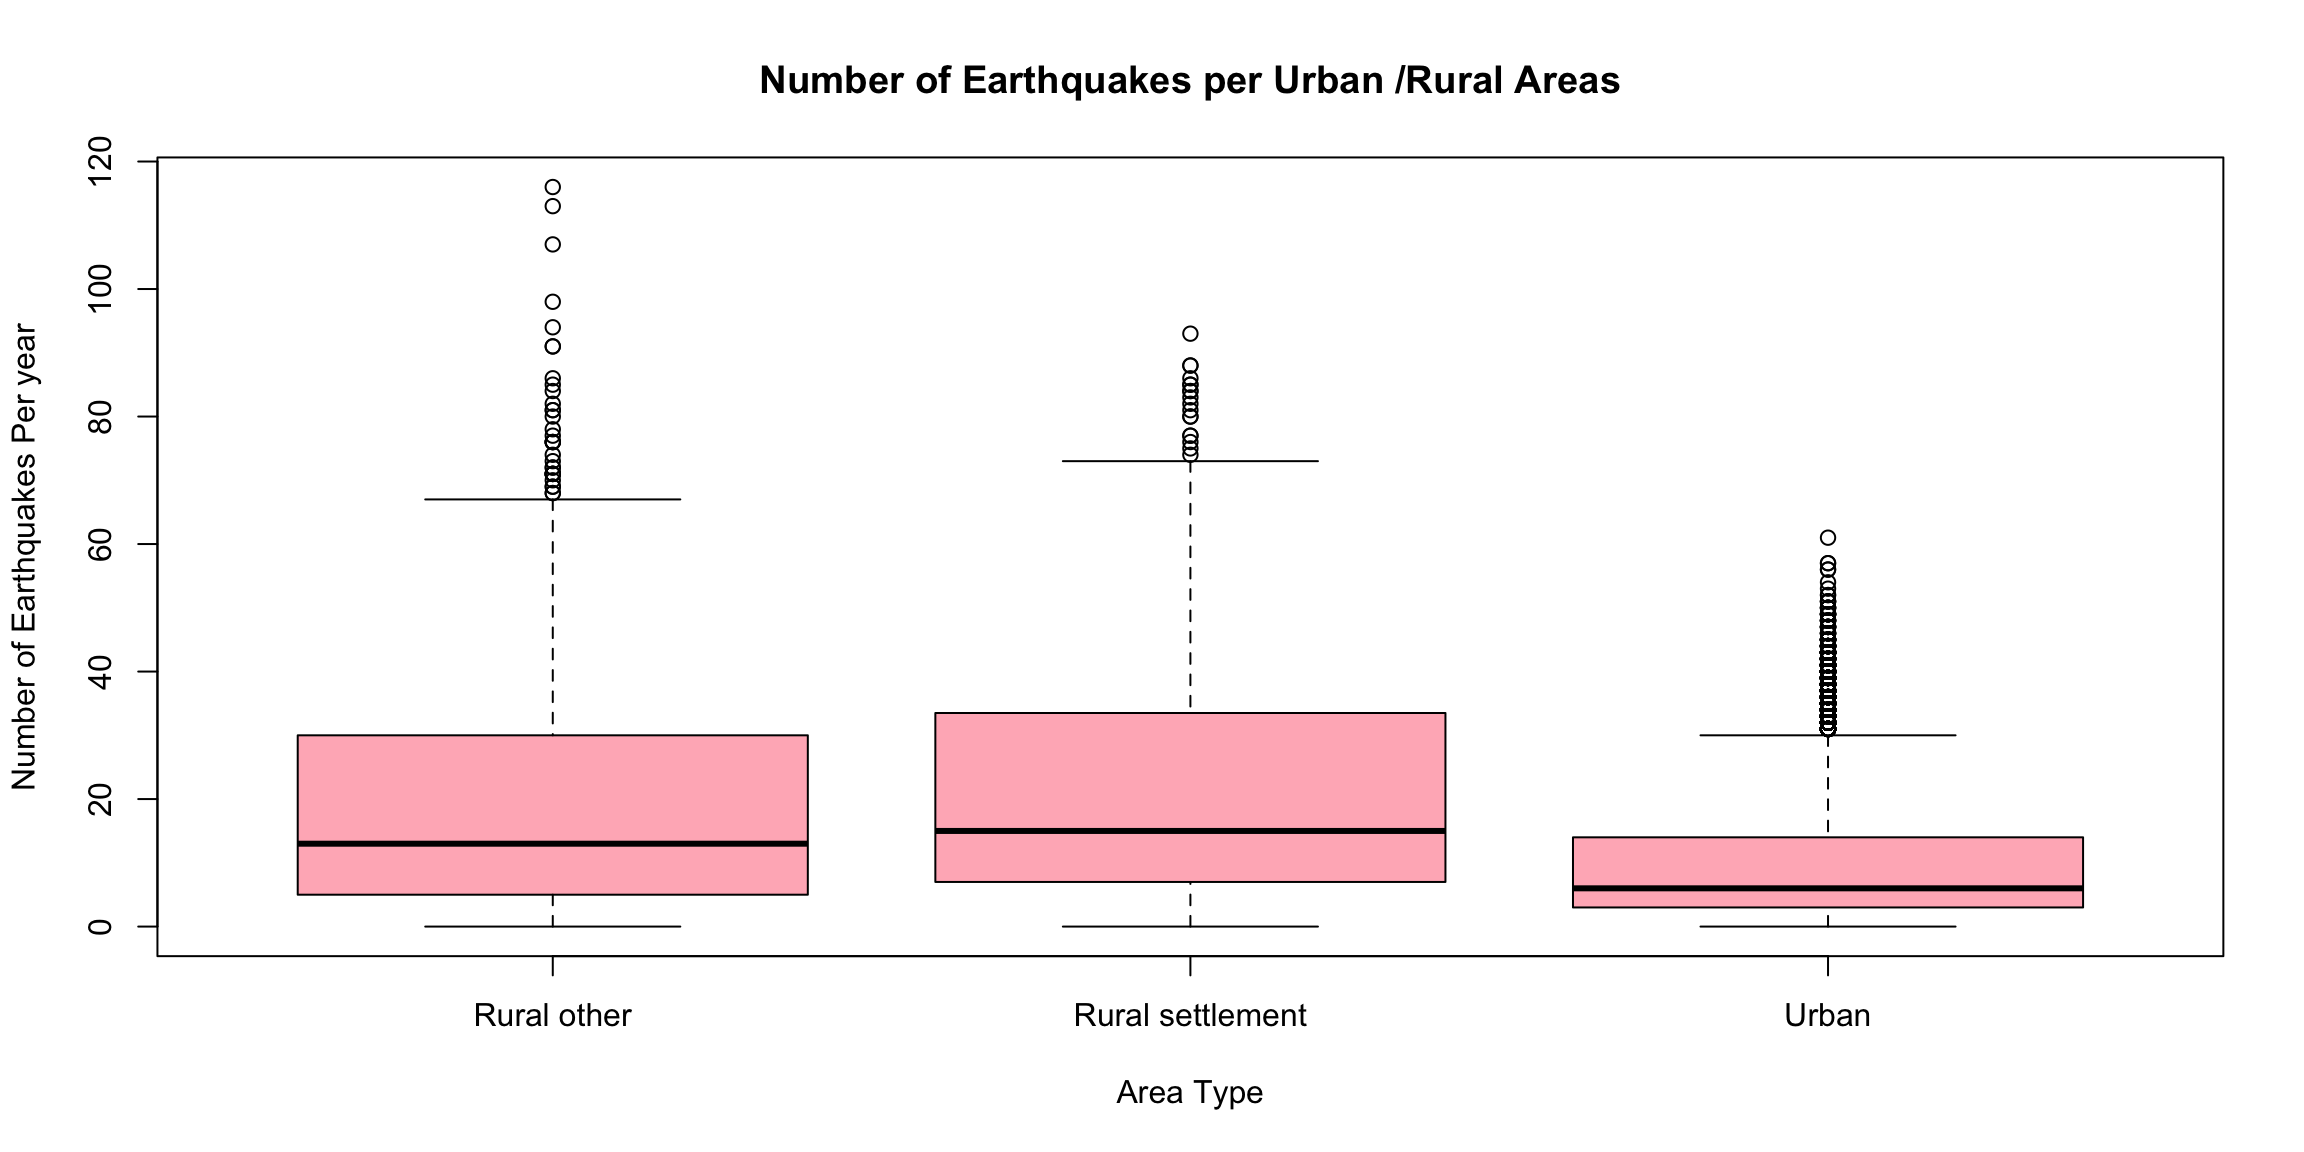 Number of Earthquakes per Urban /Rural Areas
Number of Earthquakes Per year
120
100
80
60
40
20
0
Rural other
Rural settlement
Urban
Area Type